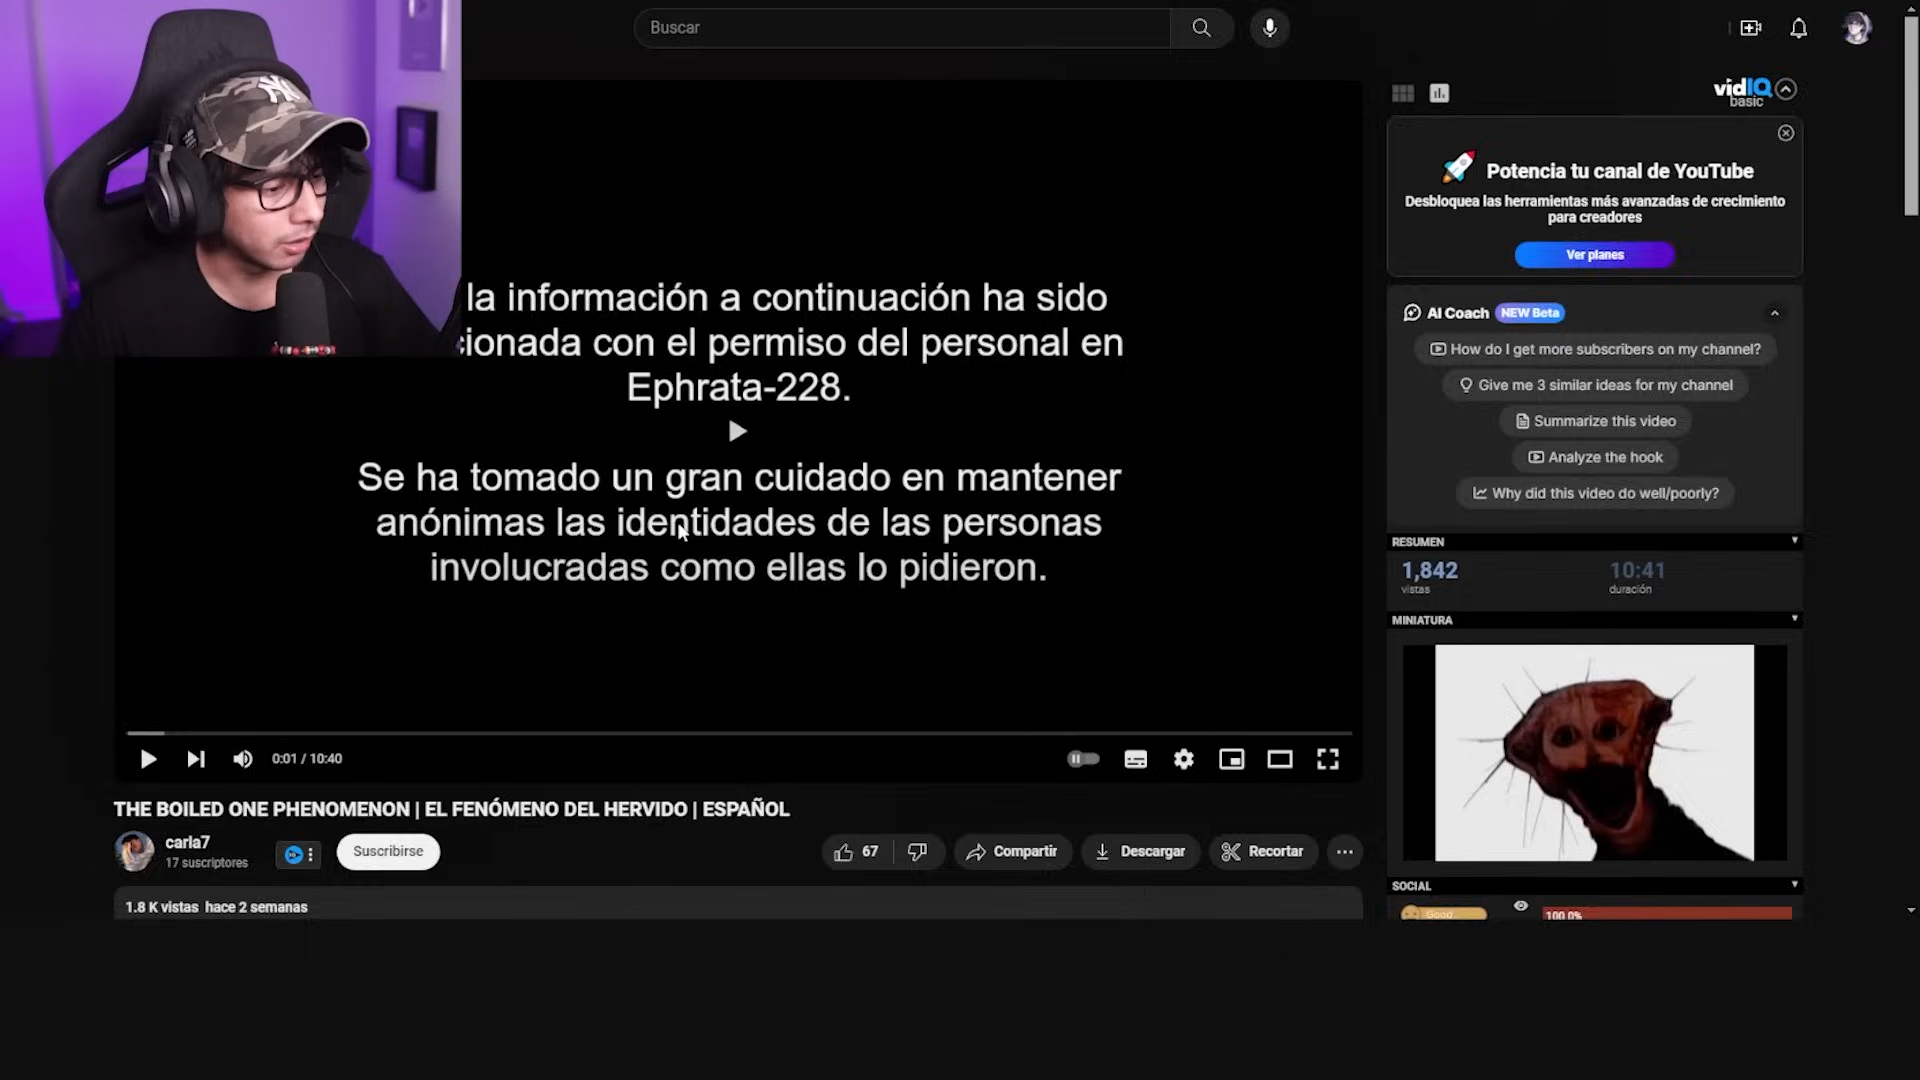 Buscar
NY
vidIQ
basic
Potencia tu canal de YouTube
Desbloquea las herramientas más avanzadas de crecimiento
para creadores
Ver planes
la información a continuación ha sido
cionada con el permiso del personal en
Ephrata-228.
Se ha tomado un gran cuidado en mantener
anónimas las identidades de las personas
involucradas como ellas lo pidieron.
AI Coach NEW Beta
How do I get more subscribers on my channel?
Give me 3 similar ideas for my channel
Summarize this video
Analyze the hook
Why did this video do well/poorly?
RESUMEN
1,842 10:41
vistas duración
MINIATURA
0:01 / 10:40
THE BOILED ONE PHENOMENON | EL FENÓMENO DEL HERVIDO | ESPAÑOL
carla7
17 suscriptores
Suscribirse
67
Compartir
Descargar
Recortar
SOCIAL
Good
100.0%
1.8 K vistas hace 2 semanas